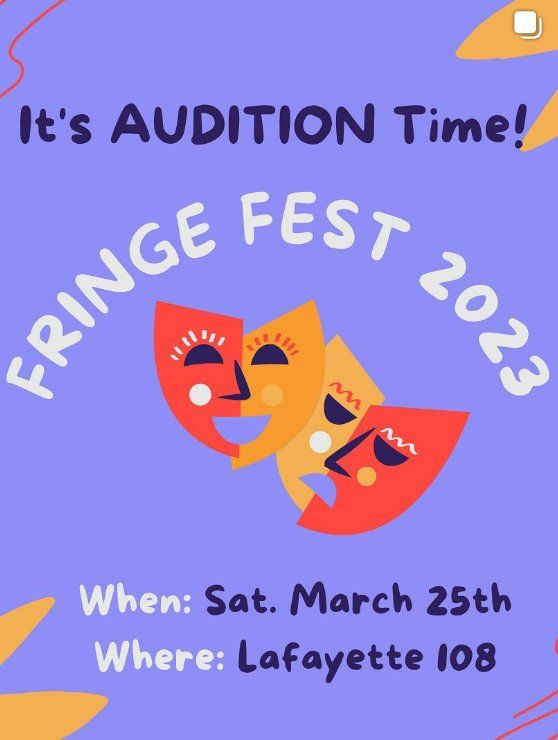 It's AUDITION Time!
FRINGE FEST 2023
When: Sat. March 25th
Where: Lafayette 108